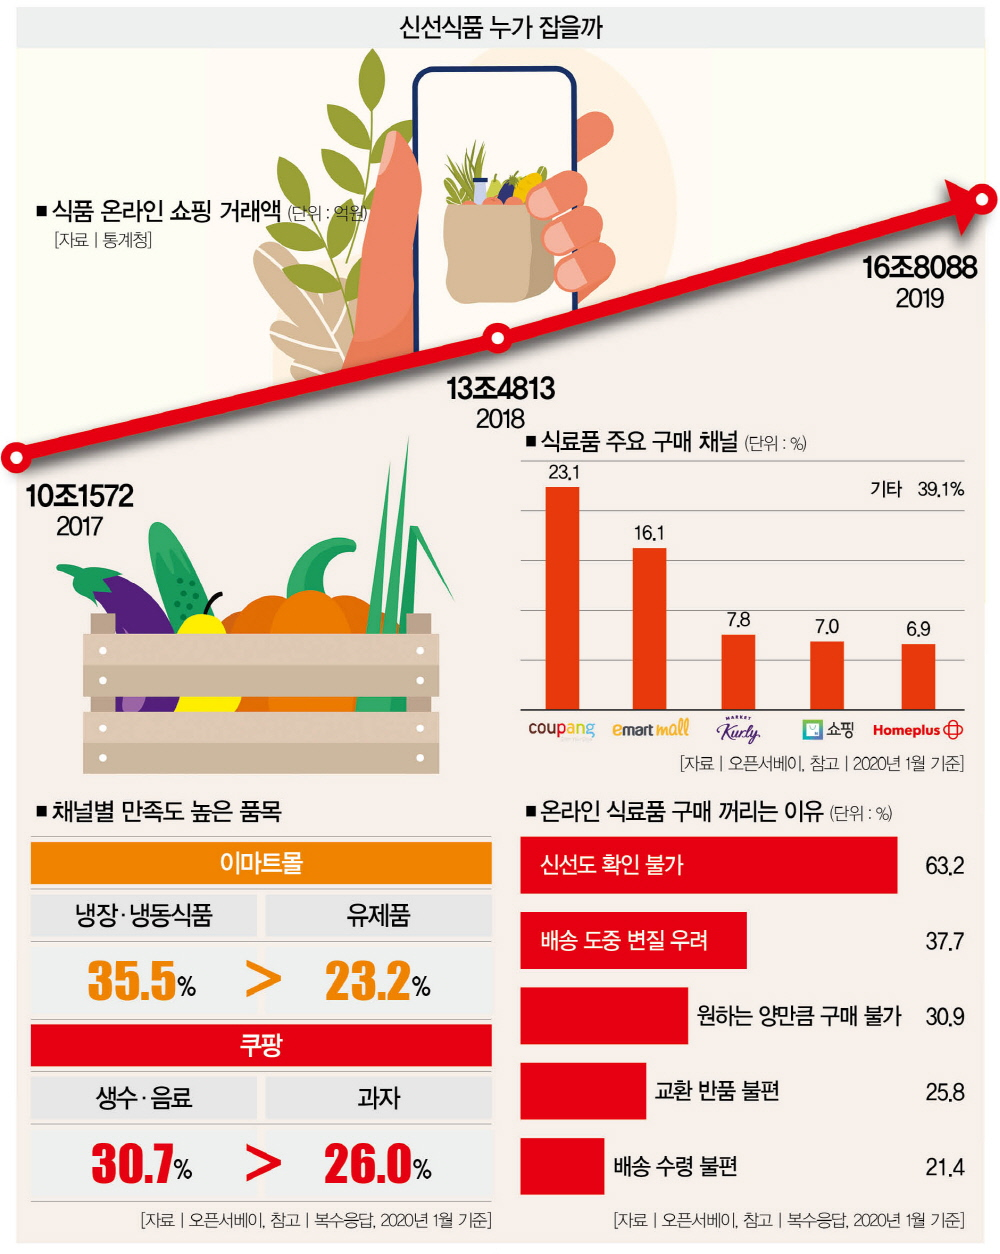 신선식품 누가 잡을까
■ 식품 온라인 쇼핑 거래액 (단위 : 억원)
[자료 | 통계청]
16조8088
2019
13조4813
2018
10조1572
2017
■ 식료품 주요 구매 채널 (단위 : %)
기타 39.1%
23.1
16.1
7.8
7.0
6.9
coupang
emart mall
MARKET
Kurly
쇼핑
Homeplus
[자료 | 오픈서베이, 참고 | 2020년 1월 기준]
■ 채널별 만족도 높은 품목
이마트몰
냉장·냉동식품 유제품
35.5% > 23.2%
쿠팡
생수·음료 과자
30.7% > 26.0%
[자료 | 오픈서베이, 참고 | 복수응답, 2020년 1월 기준]
■ 온라인 식료품 구매 꺼리는 이유 (단위 : %)
신선도 확인 불가 63.2
배송 도중 변질 우려 37.7
원하는 양만큼 구매 불가 30.9
교환 반품 불편 25.8
배송 수령 불편 21.4
[자료 | 오픈서베이, 참고 | 복수응답, 2020년 1월 기준]